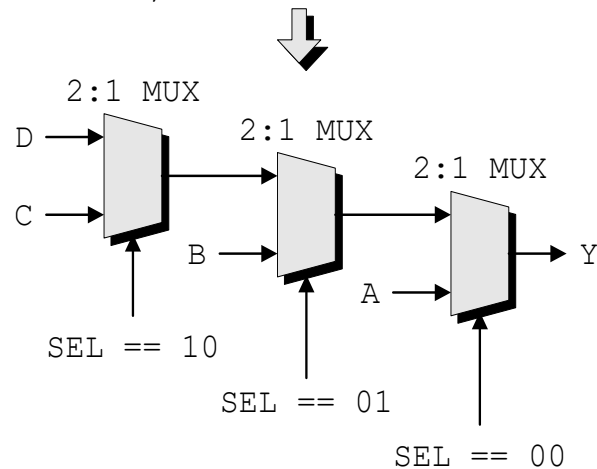 2:1 MUX
2:1 MUX
2:1 MUX
D
C
B
A
Y
SEL == 10
SEL == 01
SEL == 00